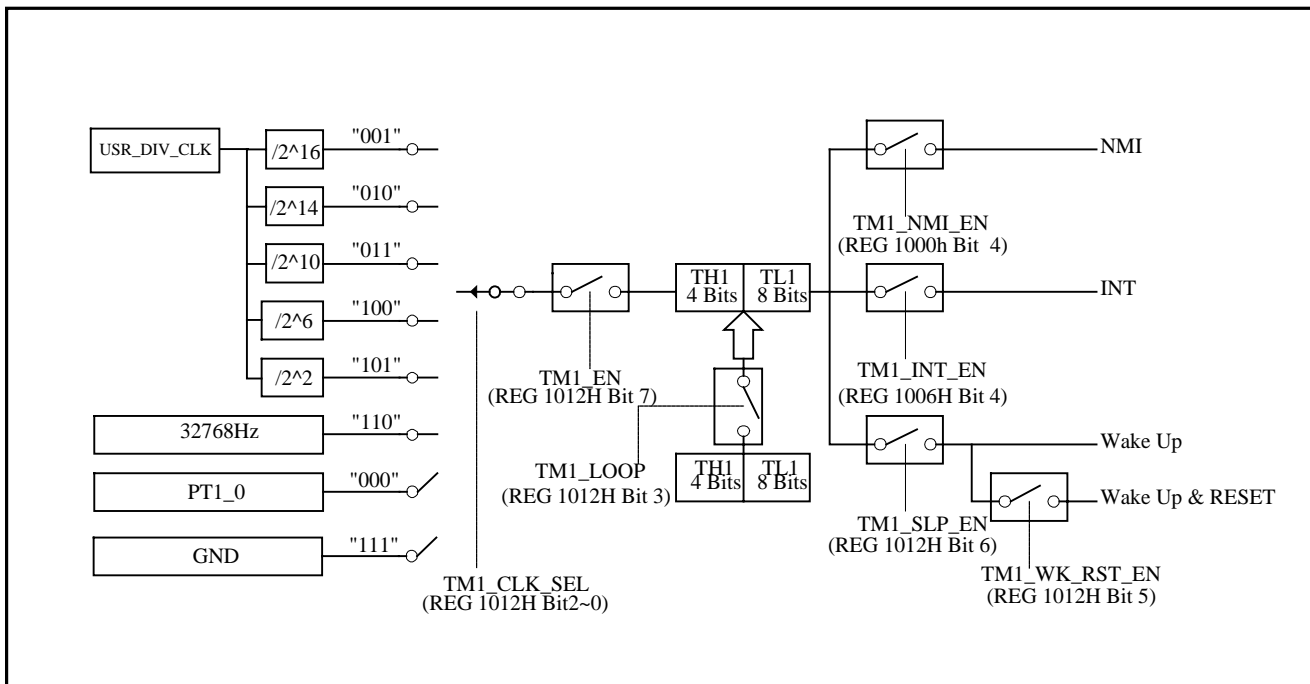 USR_DIV_CLK
/2^16
"001"
/2^14
"010"
/2^10
"011"
/2^6
"100"
/2^2
"101"
32768Hz
"110"
PT1_0
"000"
GND
"111"
TM1_CLK_SEL
(REG 1012H Bit2~0)
TM1_EN
(REG 1012H Bit 7)
TH1
4 Bits
TL1
8 Bits
TM1_LOOP
(REG 1012H Bit 3)
TH1
4 Bits
TL1
8 Bits
NMI
TM1_NMI_EN
(REG 1000h Bit 4)
INT
TM1_INT_EN
(REG 1006H Bit 4)
Wake Up
TM1_SLP_EN
(REG 1012H Bit 6)
Wake Up & RESET
TM1_WK_RST_EN
(REG 1012H Bit 5)